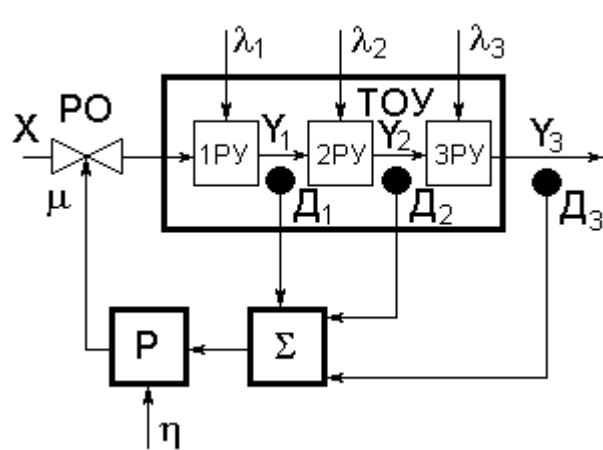 λ1 λ2 λ3
РО ТОУ
X 1РУ Y1 2РУ Y2 3РУ Y3
μ Д1 Д2 Д3
Р Σ
η